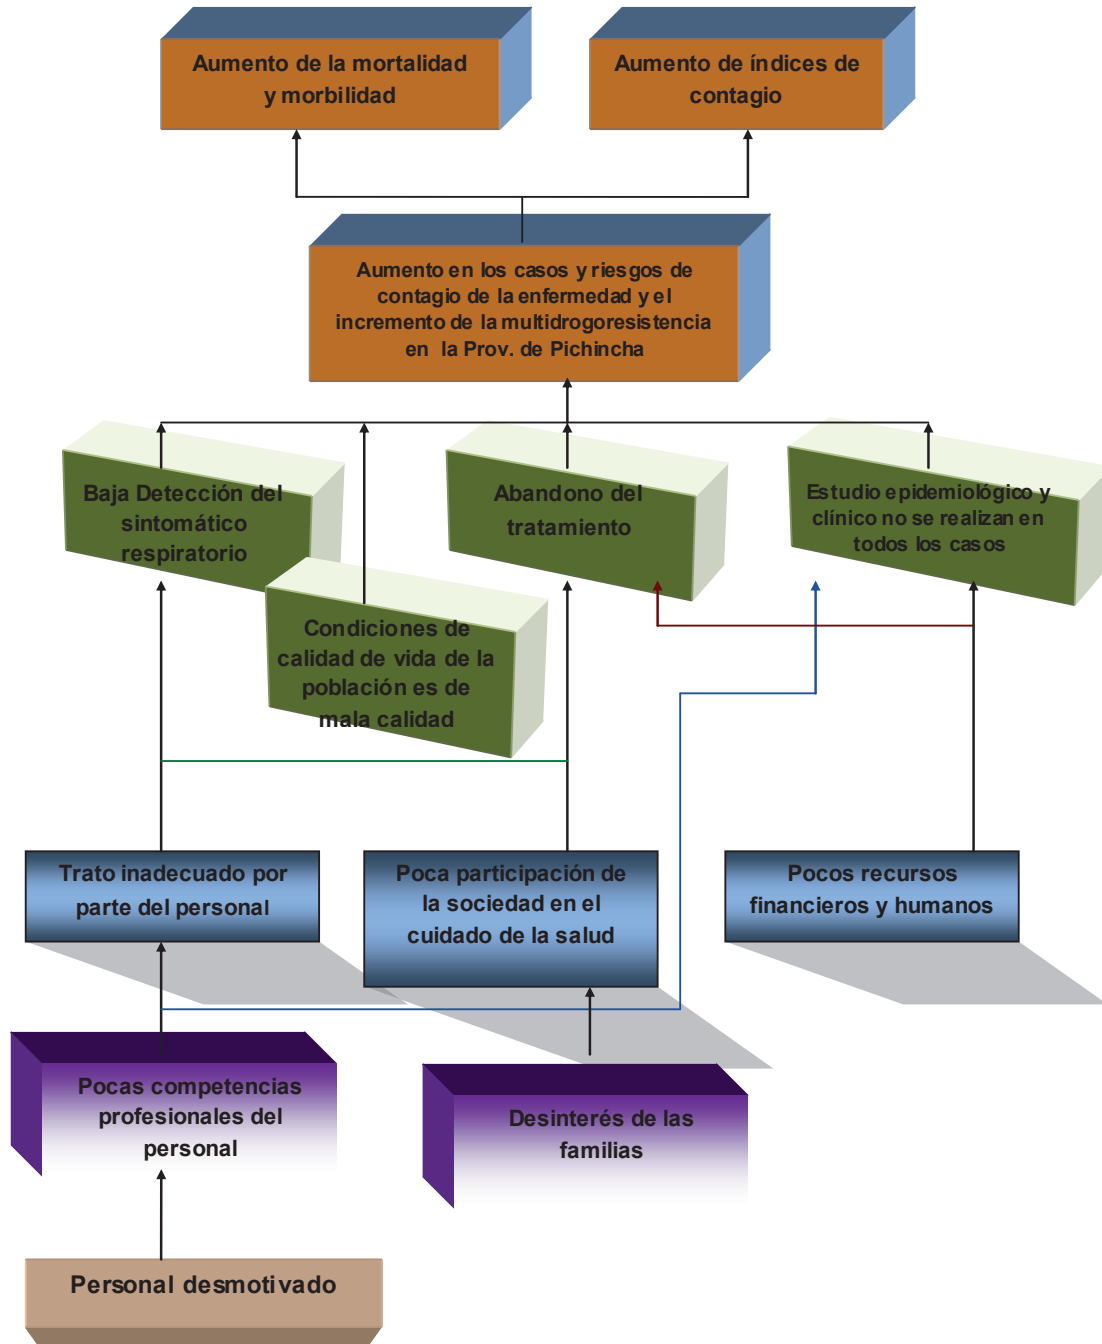 Aumento de la mortalidad
y morbilidad
Aumento de índices de
contagio
Aumento en los casos y riesgos de
contagio de la enfermedad y el
incremento de la multidrogoresistencia
en la Prov. de Pichincha
Baja Detección del
sintomático
respiratorio
Abandono del
tratamiento
Estudio epidemiológico y
clínico no se realizan en
todos los casos
Condiciones de
calidad de vida de la
población es de
mala calidad
Trato inadecuado por
parte del personal
Poca participación de
la sociedad en el
cuidado de la salud
Pocos recursos
financieros y humanos
Pocas competencias
profesionales del
personal
Desinterés de las
familias
Personal desmotivado